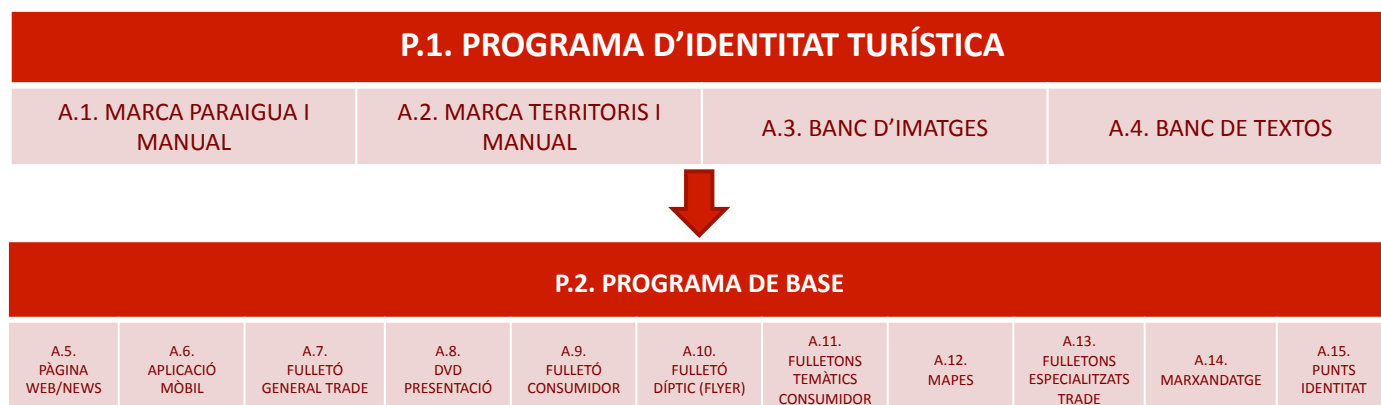 P.1. PROGRAMA D’IDENTITAT TURÍSTICA
A.1. MARCA PARAIGUA I
MANUAL
A.2. MARCA TERRITORIS I
MANUAL
A.3. BANC D’IMATGES
A.4. BANC DE TEXTOS
P.2. PROGRAMA DE BASE
A.5.
PÀGINA
WEB/NEWS
A.6.
APLICACIÓ
MÒBIL
A.7.
FULLETÓ
GENERAL TRADE
A.8.
DVD
PRESENTACIÓ
A.9.
FULLETÓ
CONSUMIDOR
A.10.
FULLETÓ
DÍPTIC (FLYER)
A.11.
FULLETONS
TEMÀTICS
CONSUMIDOR
A.12.
MAPES
A.13.
FULLETONS
ESPECIALITZATS
TRADE
A.14.
MARXANDATGE
A.15.
PUNTS
IDENTITAT